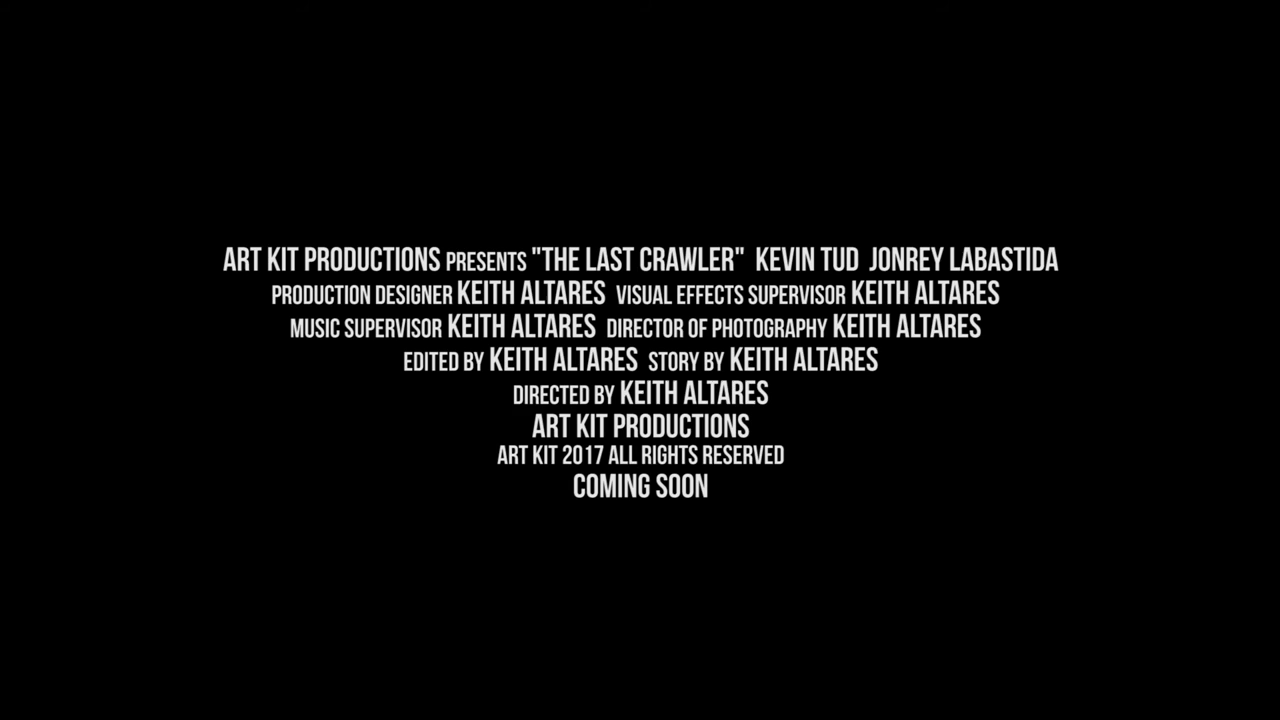 ART KIT PRODUCTIONS PRESENTS "THE LAST CRAWLER" KEVIN TUD JONREY LABASTIDA
PRODUCTION DESIGNER KEITH ALTARES VISUAL EFFECTS SUPERVISOR KEITH ALTARES
MUSIC SUPERVISOR KEITH ALTARES DIRECTOR OF PHOTOGRAPHY KEITH ALTARES
EDITED BY KEITH ALTARES STORY BY KEITH ALTARES
DIRECTED BY KEITH ALTARES
ART KIT PRODUCTIONS
ART KIT 2017 ALL RIGHTS RESERVED
COMING SOON